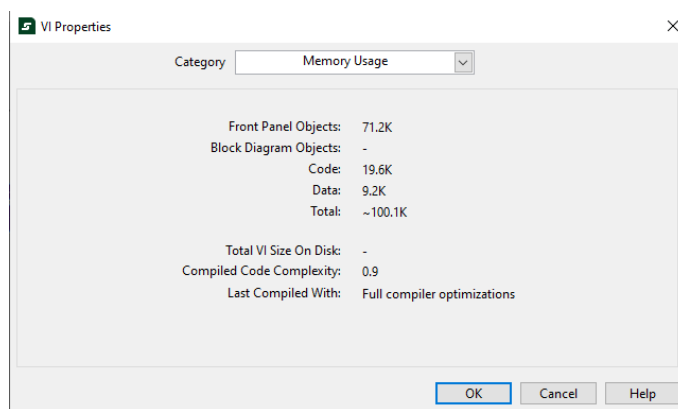 VI Properties
Category Memory Usage
Front Panel Objects: 71.2K
Block Diagram Objects: -
Code: 19.6K
Data: 9.2K
Total: ~100.1K
Total VI Size On Disk: -
Compiled Code Complexity: 0.9
Last Compiled With: Full compiler optimizations
OK Cancel Help